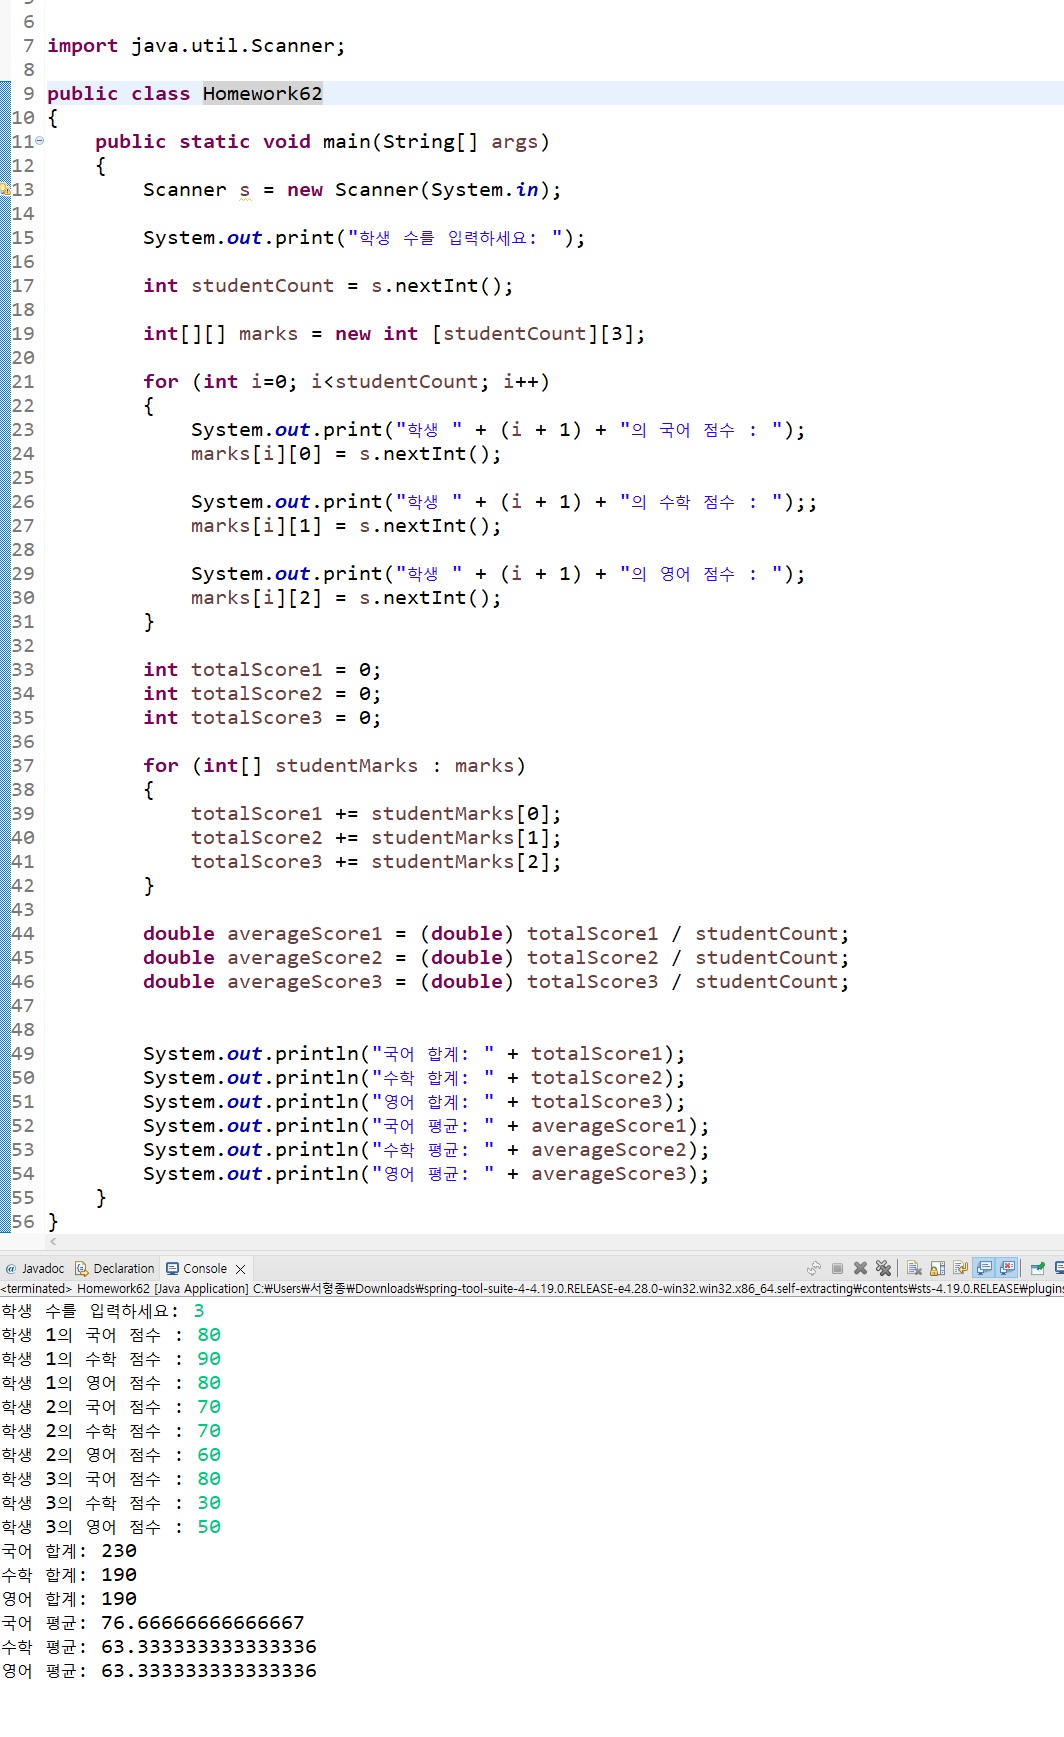 6
7 import java.util.Scanner;
8
9 public class Homework62
10 {
11 public static void main(String[] args)
12 {
13 Scanner s = new Scanner(System.in);
14
15 System.out.print("학생 수를 입력하세요: ");
16
17 int studentCount = s.nextInt();
18
19 int[][] marks = new int [studentCount][3];
20
21 for (int i=0; i<studentCount; i++)
22 {
23 System.out.print("학생 " + (i + 1) + "의 국어 점수 : ");
24 marks[i][0] = s.nextInt();
25
26 System.out.print("학생 " + (i + 1) + "의 수학 점수 : ");;
27 marks[i][1] = s.nextInt();
28
29 System.out.print("학생 " + (i + 1) + "의 영어 점수 : ");
30 marks[i][2] = s.nextInt();
31 }
32
33 int totalScore1 = 0;
34 int totalScore2 = 0;
35 int totalScore3 = 0;
36
37 for (int[] studentMarks : marks)
38 {
39 totalScore1 += studentMarks[0];
40 totalScore2 += studentMarks[1];
41 totalScore3 += studentMarks[2];
42 }
43
44 double averageScore1 = (double) totalScore1 / studentCount;
45 double averageScore2 = (double) totalScore2 / studentCount;
46 double averageScore3 = (double) totalScore3 / studentCount;
47
48
49 System.out.println("국어 합계: " + totalScore1);
50 System.out.println("수학 합계: " + totalScore2);
51 System.out.println("영어 합계: " + totalScore3);
52 System.out.println("국어 평균: " + averageScore1);
53 System.out.println("수학 평균: " + averageScore2);
54 System.out.println("영어 평균: " + averageScore3);
55 }
56 }
@ Javadoc Declaration Console
<terminated> Homework62 [Java Application] C:₩Users₩서형종₩Downloads₩spring-tool-suite-4-4.19.0.RELEASE-e4.28.0-win32.win32.x86_64.self-extracting₩contents₩sts-4.19.0.RELEASE₩plugins
학생 수를 입력하세요: 3
학생 1의 국어 점수 : 80
학생 1의 수학 점수 : 90
학생 1의 영어 점수 : 80
학생 2의 국어 점수 : 70
학생 2의 수학 점수 : 70
학생 2의 영어 점수 : 60
학생 3의 국어 점수 : 80
학생 3의 수학 점수 : 30
학생 3의 영어 점수 : 50
국어 합계: 230
수학 합계: 190
영어 합계: 190
국어 평균: 76.66666666666667
수학 평균: 63.333333333333336
영어 평균: 63.333333333333336